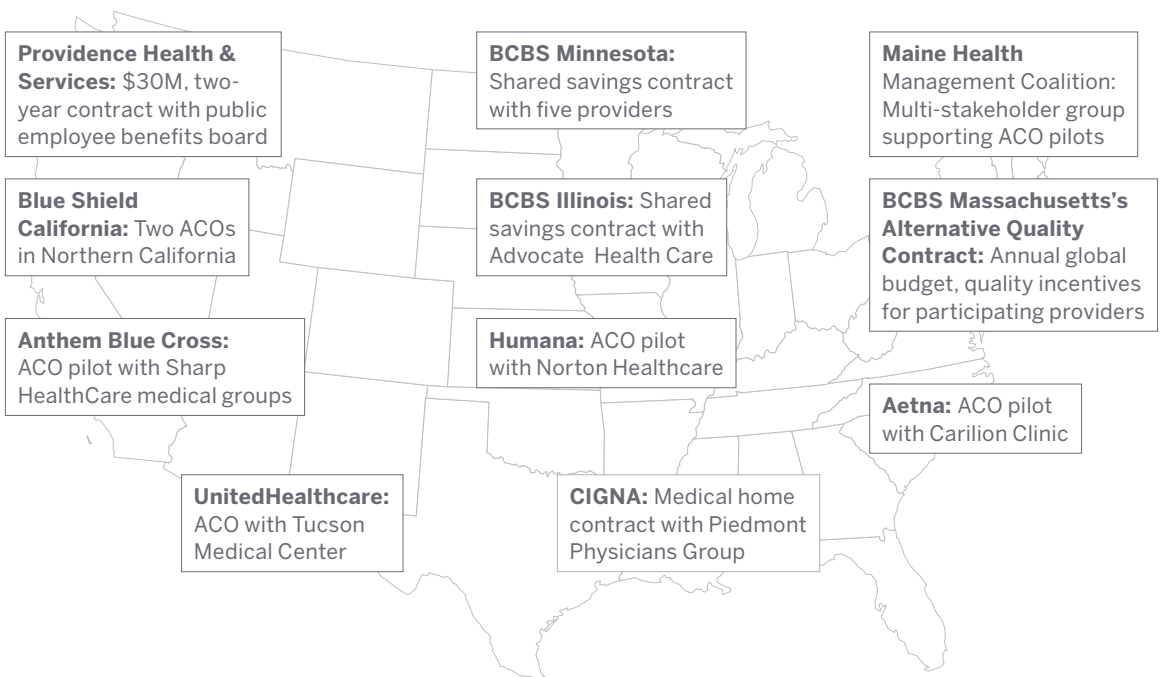 Providence Health &
Services: $30M, two-
year contract with public
employee benefits board
BCBS Minnesota:
Shared savings contract
with five providers
Maine Health
Management Coalition:
Multi-stakeholder group
supporting ACO pilots
Blue Shield
California: Two ACOs
in Northern California
BCBS Illinois: Shared
savings contract with
Advocate Health Care
BCBS Massachusetts's
Alternative Quality
Contract: Annual global
budget, quality incentives
for participating providers
Anthem Blue Cross:
ACO pilot with Sharp
HealthCare medical groups
Humana: ACO pilot
with Norton Healthcare
Aetna: ACO pilot
with Carilion Clinic
UnitedHealthcare:
ACO with Tucson
Medical Center
CIGNA: Medical home
contract with Piedmont
Physicians Group